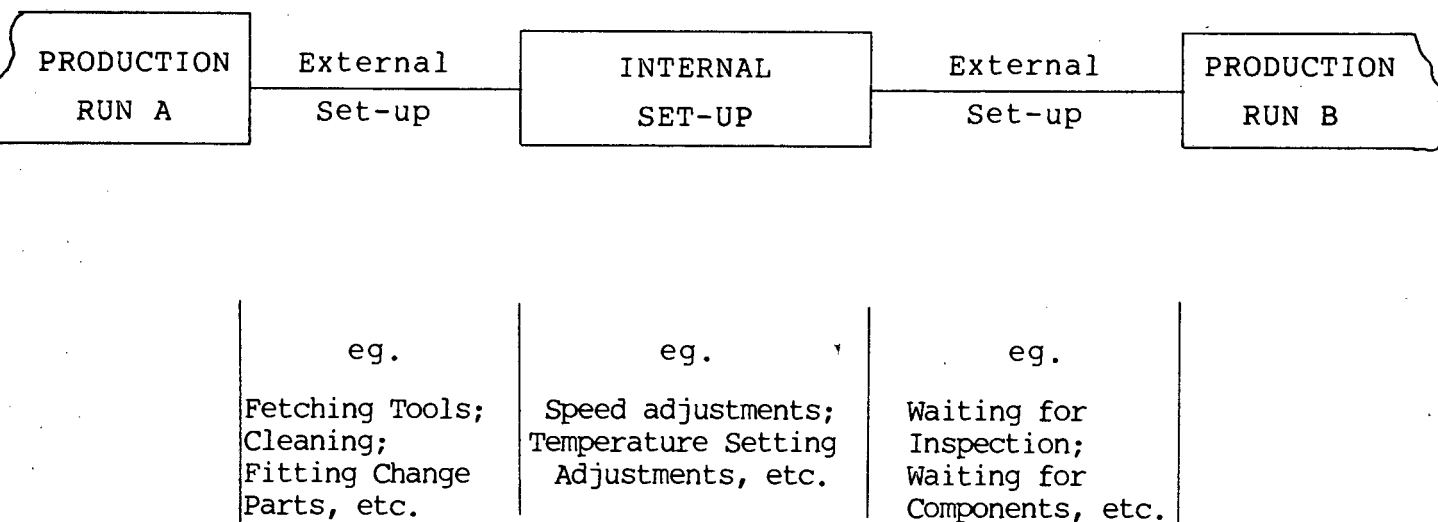 PRODUCTION
RUN A
External
Set-up
INTERNAL
SET-UP
External
Set-up
PRODUCTION
RUN B
eg.
Fetching Tools;
Cleaning;
Fitting Change
Parts, etc.
eg.
Speed adjustments;
Temperature Setting
Adjustments, etc.
eg.
Waiting for
Inspection;
Waiting for
Components, etc.